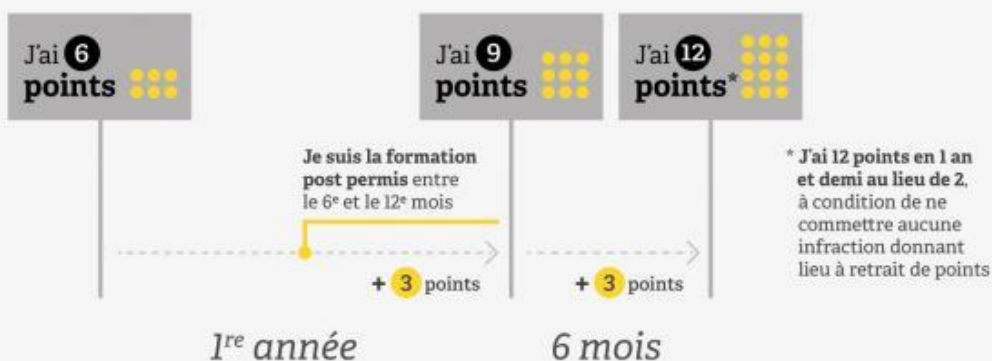 J'ai 6
points
J'ai 9
points
J'ai 12
points*
Je suis la formation
post permis entre
le 6e et le 12e mois
* J'ai 12 points en 1 an
et demi au lieu de 2,
à condition de ne
commettre aucune
infraction donnant
lieu à retrait de points
+ 3 points
+ 3 points
1re année
6 mois